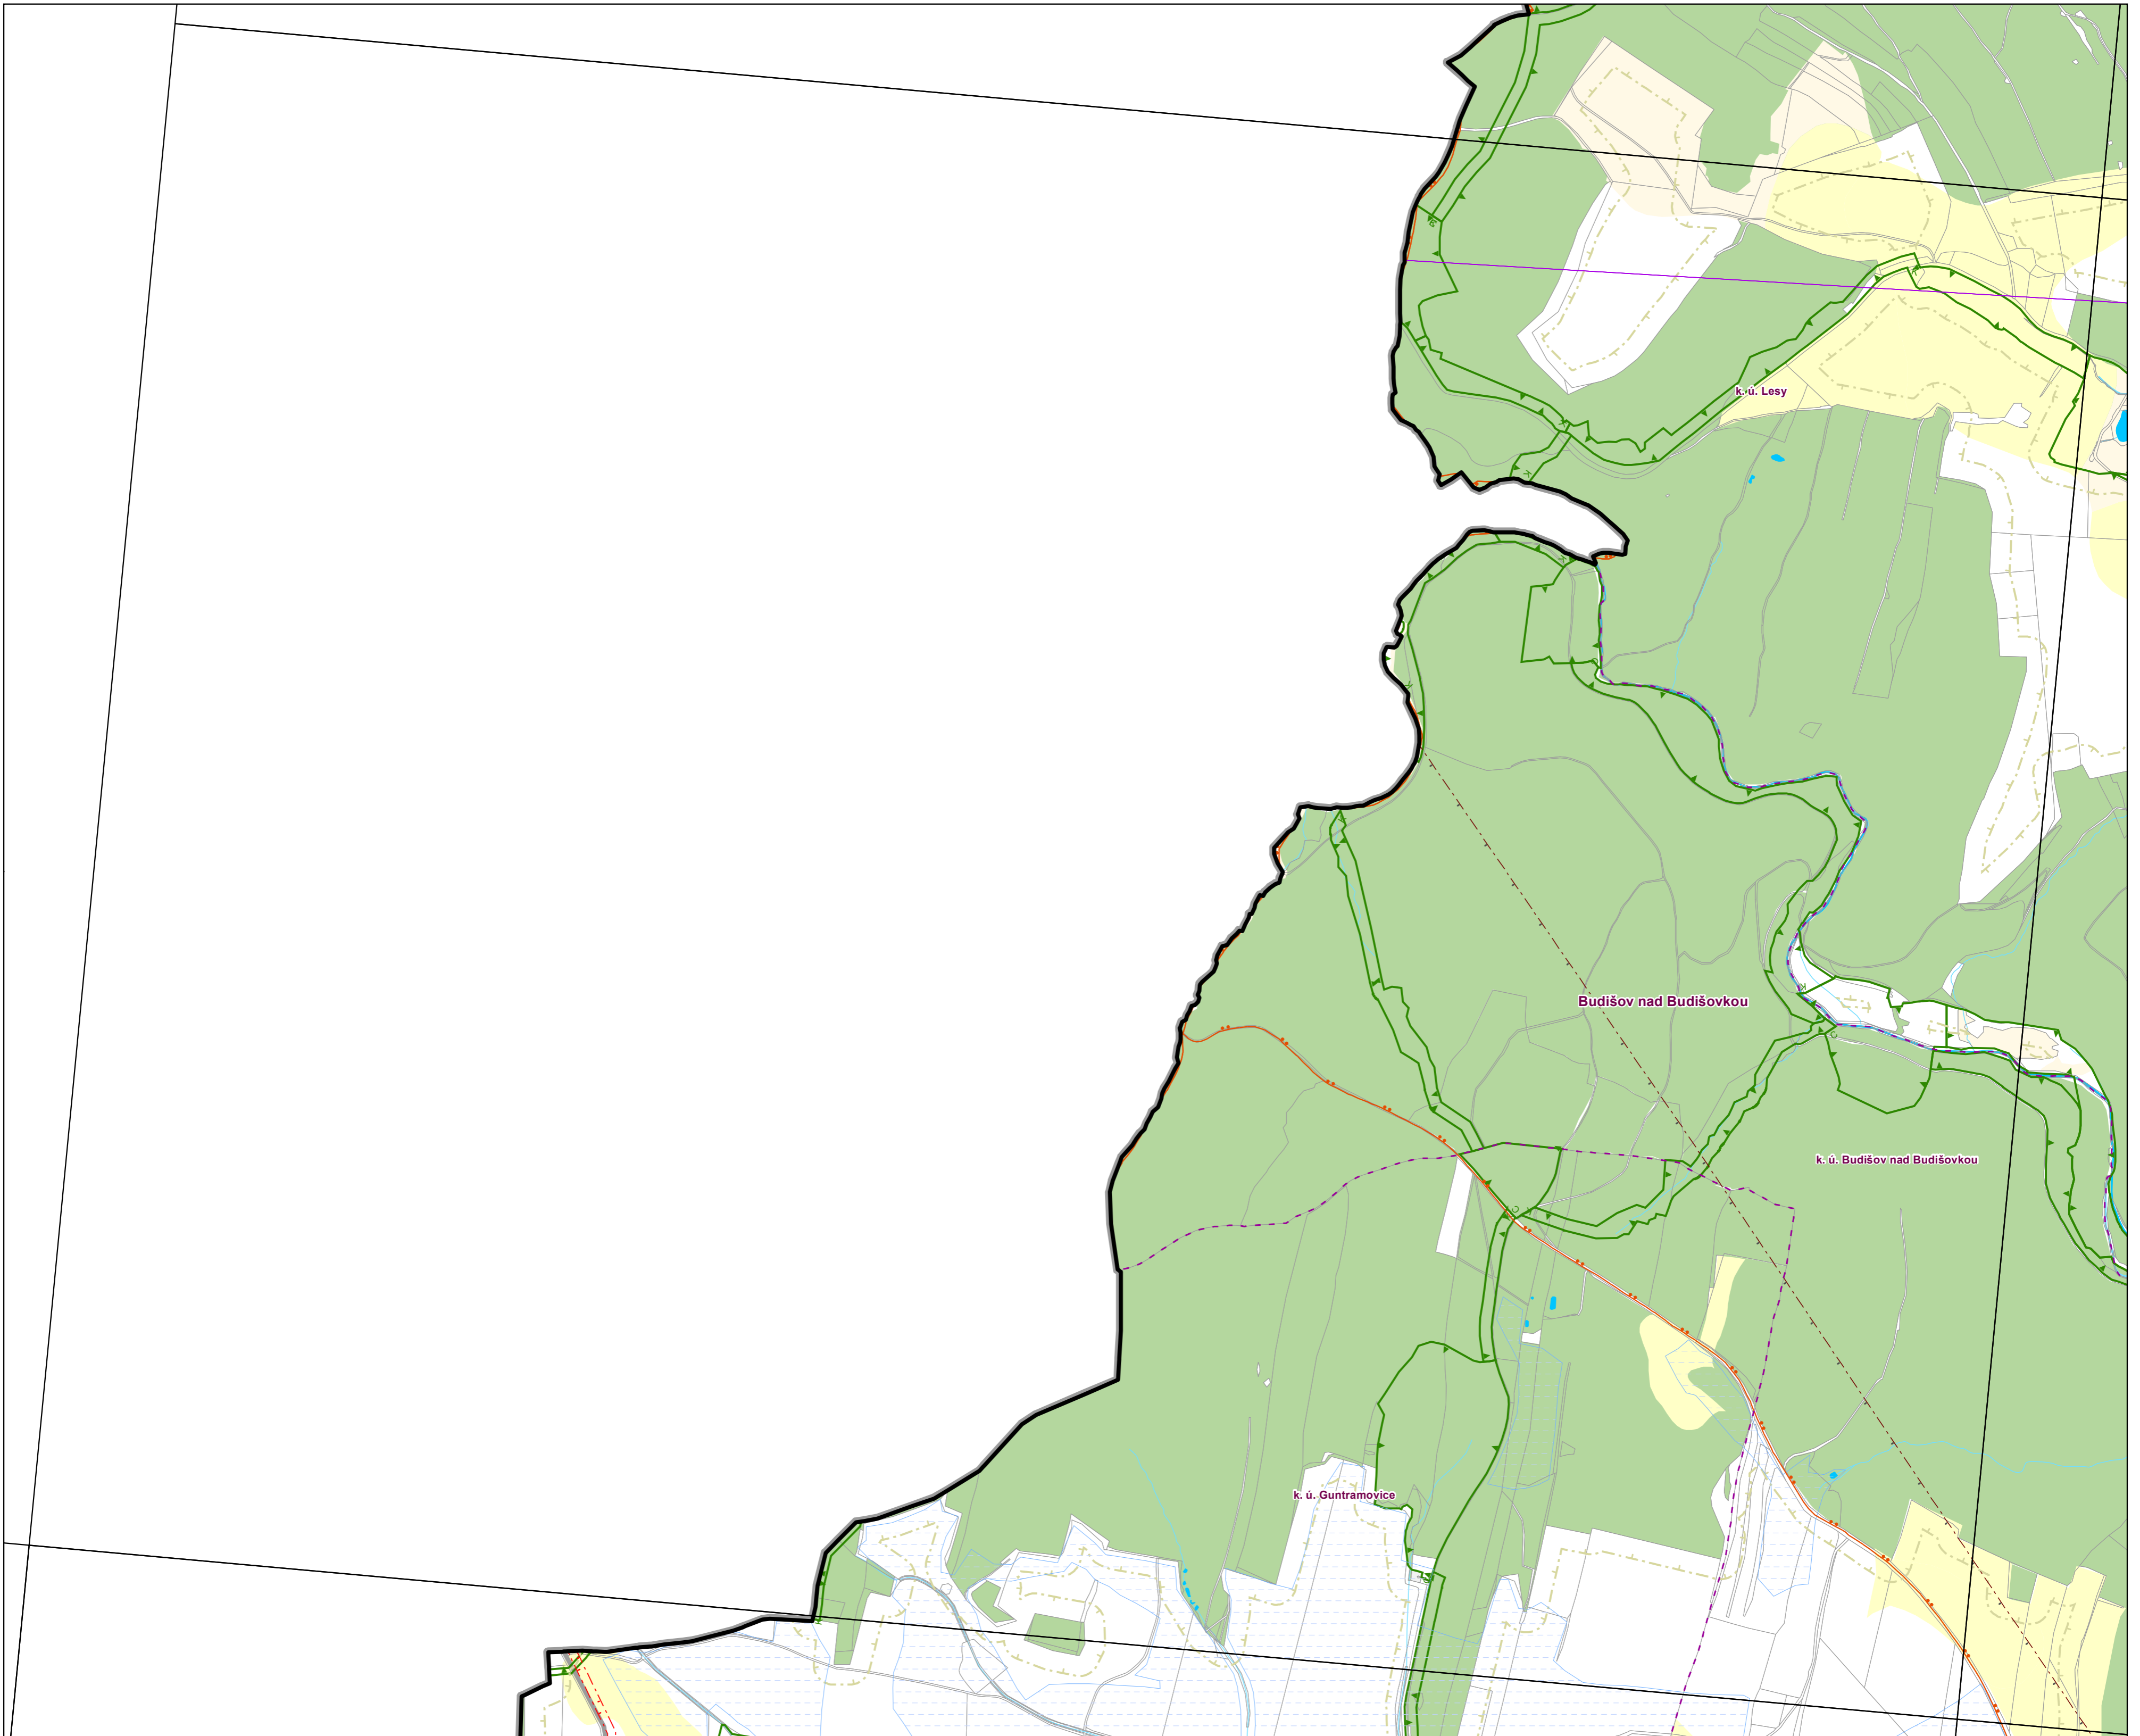 k. ú. Lesy
Budišov nad Budišovkou
k. ú. Budišov nad Budišovkou
k. ú. Guntramovice